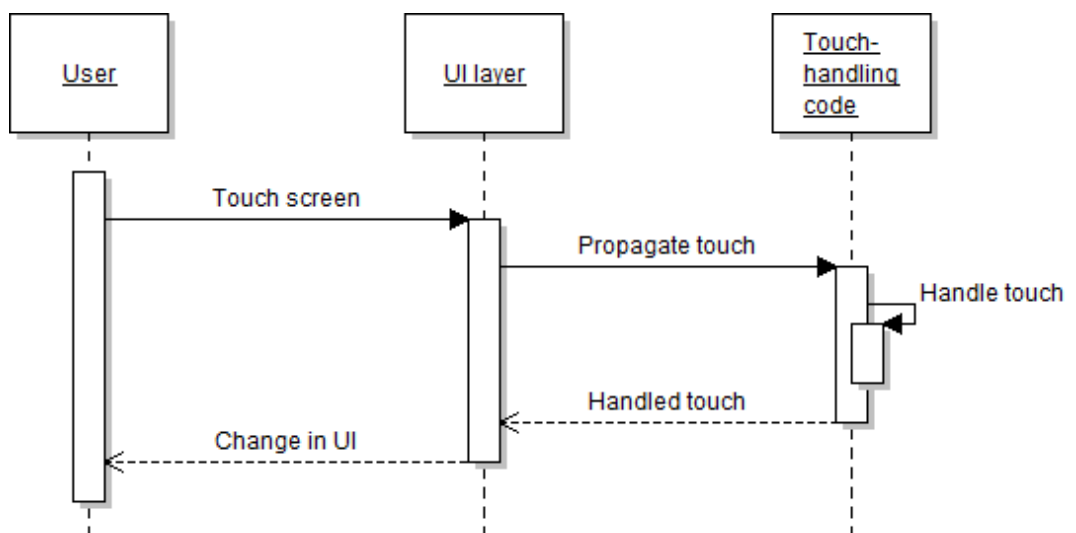 User
UI layer
Touch-
handling
code
Touch screen
Propagate touch
Handle touch
Handled touch
Change in UI